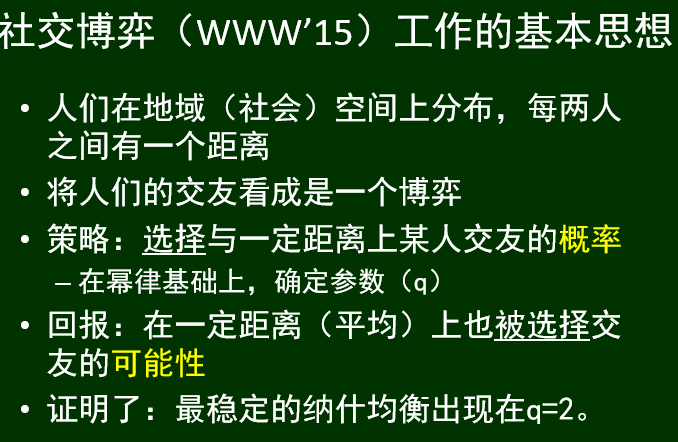 社交博弈（WWW'15）工作的基本思想
• 人们在地域（社会）空间上分布，每两人
之间有一个距离
• 将人们的交友看成是一个博弈
• 策略：选择与一定距离上某人交友的概率
– 在幂律基础上，确定参数（q）
• 回报：在一定距离（平均）上也被选择交
友的可能性
• 证明了：最稳定的纳什均衡出现在q=2。